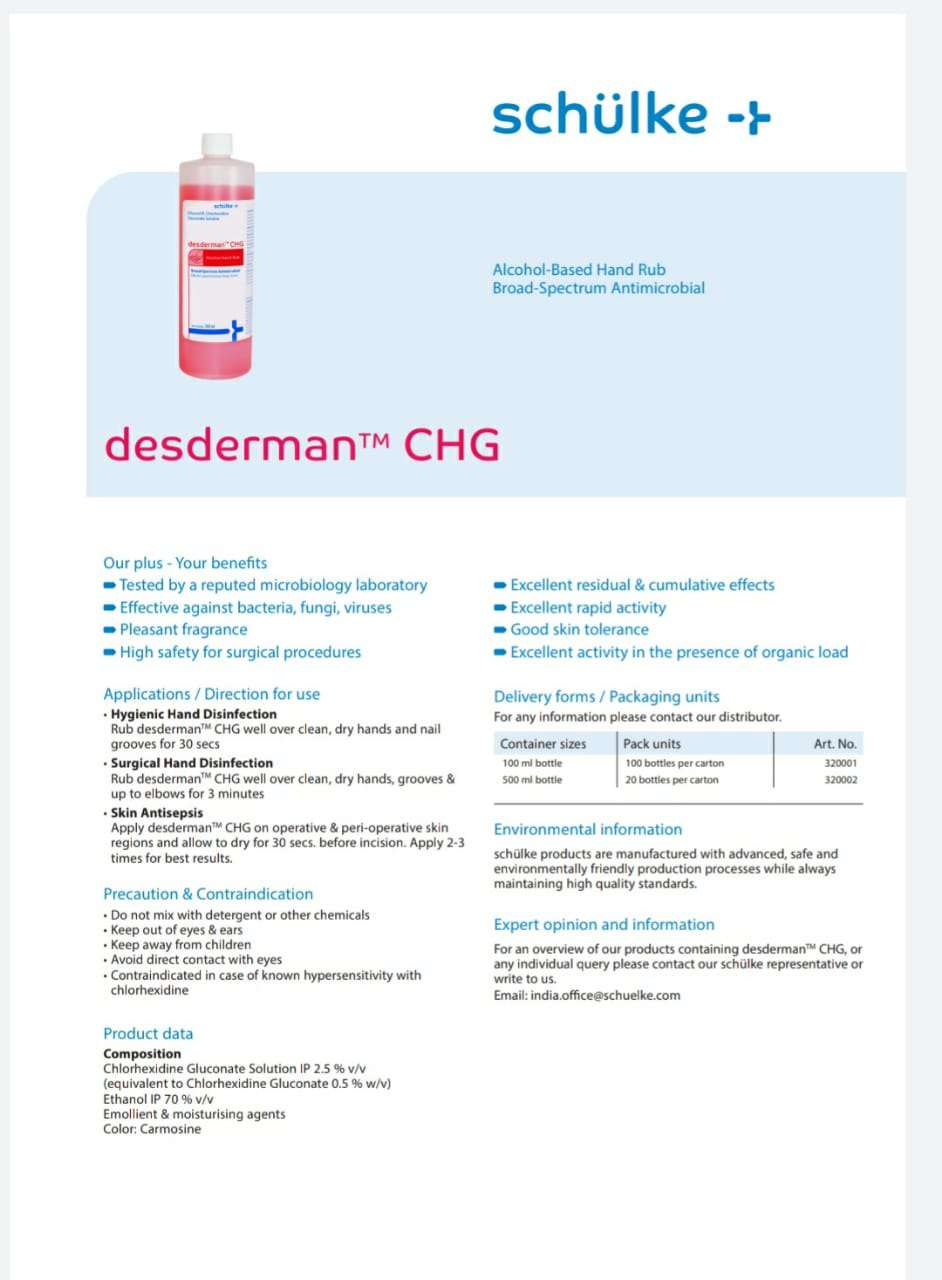 schülke
schülke
desderman™ CHG
Alcohol-Based Hand Rub
Broad-Spectrum Antimicrobial
desderman™ CHG
Our plus - Your benefits
Tested by a reputed microbiology laboratory
Effective against bacteria, fungi, viruses
Pleasant fragrance
High safety for surgical procedures
Excellent residual & cumulative effects
Excellent rapid activity
Good skin tolerance
Excellent activity in the presence of organic load
Applications / Direction for use
• Hygienic Hand Disinfection
Rub desderman™ CHG well over clean, dry hands and nail
grooves for 30 secs
• Surgical Hand Disinfection
Rub desderman™ CHG well over clean, dry hands, grooves &
up to elbows for 3 minutes
• Skin Antisepsis
Apply desderman™ CHG on operative & peri-operative skin
regions and allow to dry for 30 secs. before incision. Apply 2-3
times for best results.
Precaution & Contraindication
• Do not mix with detergent or other chemicals
• Keep out of eyes & ears
• Keep away from children
• Avoid direct contact with eyes
• Contraindicated in case of known hypersensitivity with
chlorhexidine
Product data
Composition
Chlorhexidine Gluconate Solution IP 2.5 % v/v
(equivalent to Chlorhexidine Gluconate 0.5 % w/v)
Ethanol IP 70 % v/v
Emollient & moisturising agents
Color: Carmosine
Delivery forms / Packaging units
For any information please contact our distributor.
Container sizes Pack units Art. No.
100 ml bottle 100 bottles per carton 320001
500 ml bottle 20 bottles per carton 320002
Environmental information
schülke products are manufactured with advanced, safe and
environmentally friendly production processes while always
maintaining high quality standards.
Expert opinion and information
For an overview of our products containing desderman™ CHG, or
any individual query please contact our schülke representative or
write to us.
Email: india.office@schuelke.com